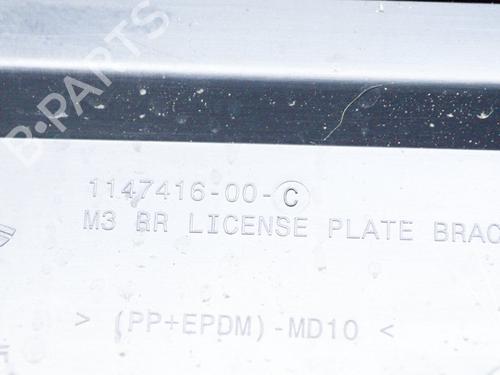 B-PARTS
1147416-00-C
M3 RR LICENSE PLATE BRAC
> (PP+EPDM)-MD10 <